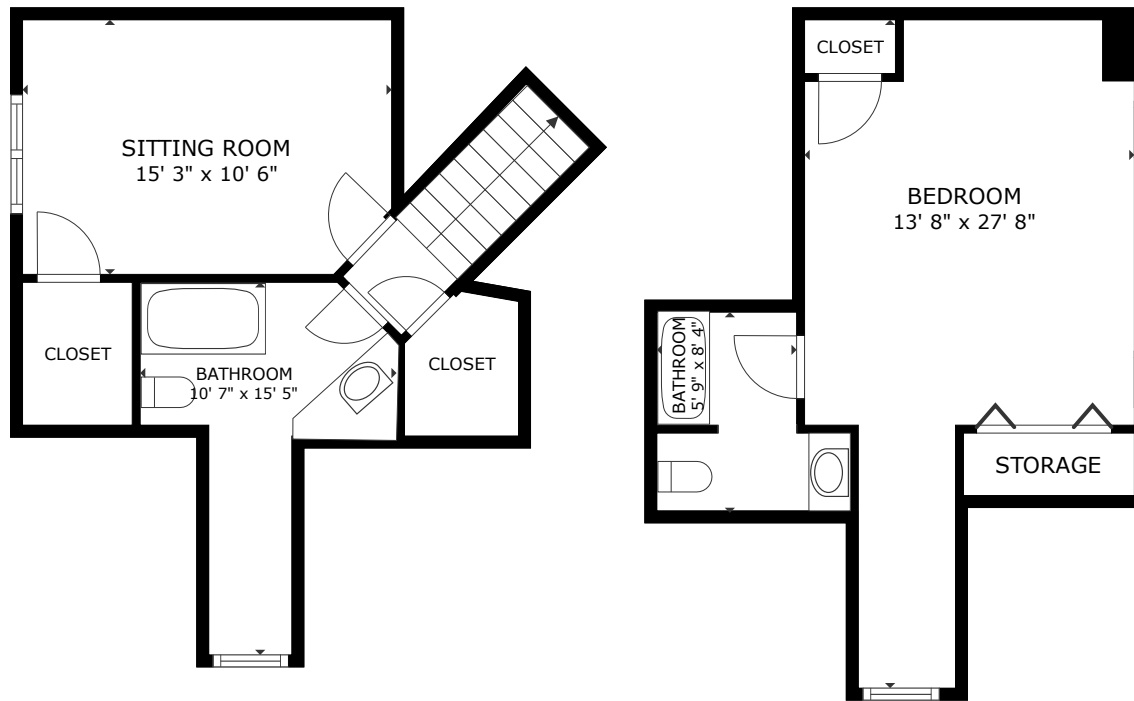 SITTING ROOM
15' 3" x 10' 6"
CLOSET
BATHROOM
10' 7" x 15' 5"
CLOSET
CLOSET
BEDROOM
13' 8" x 27' 8"
BATHROOM
5' 9" x 8' 4"
STORAGE